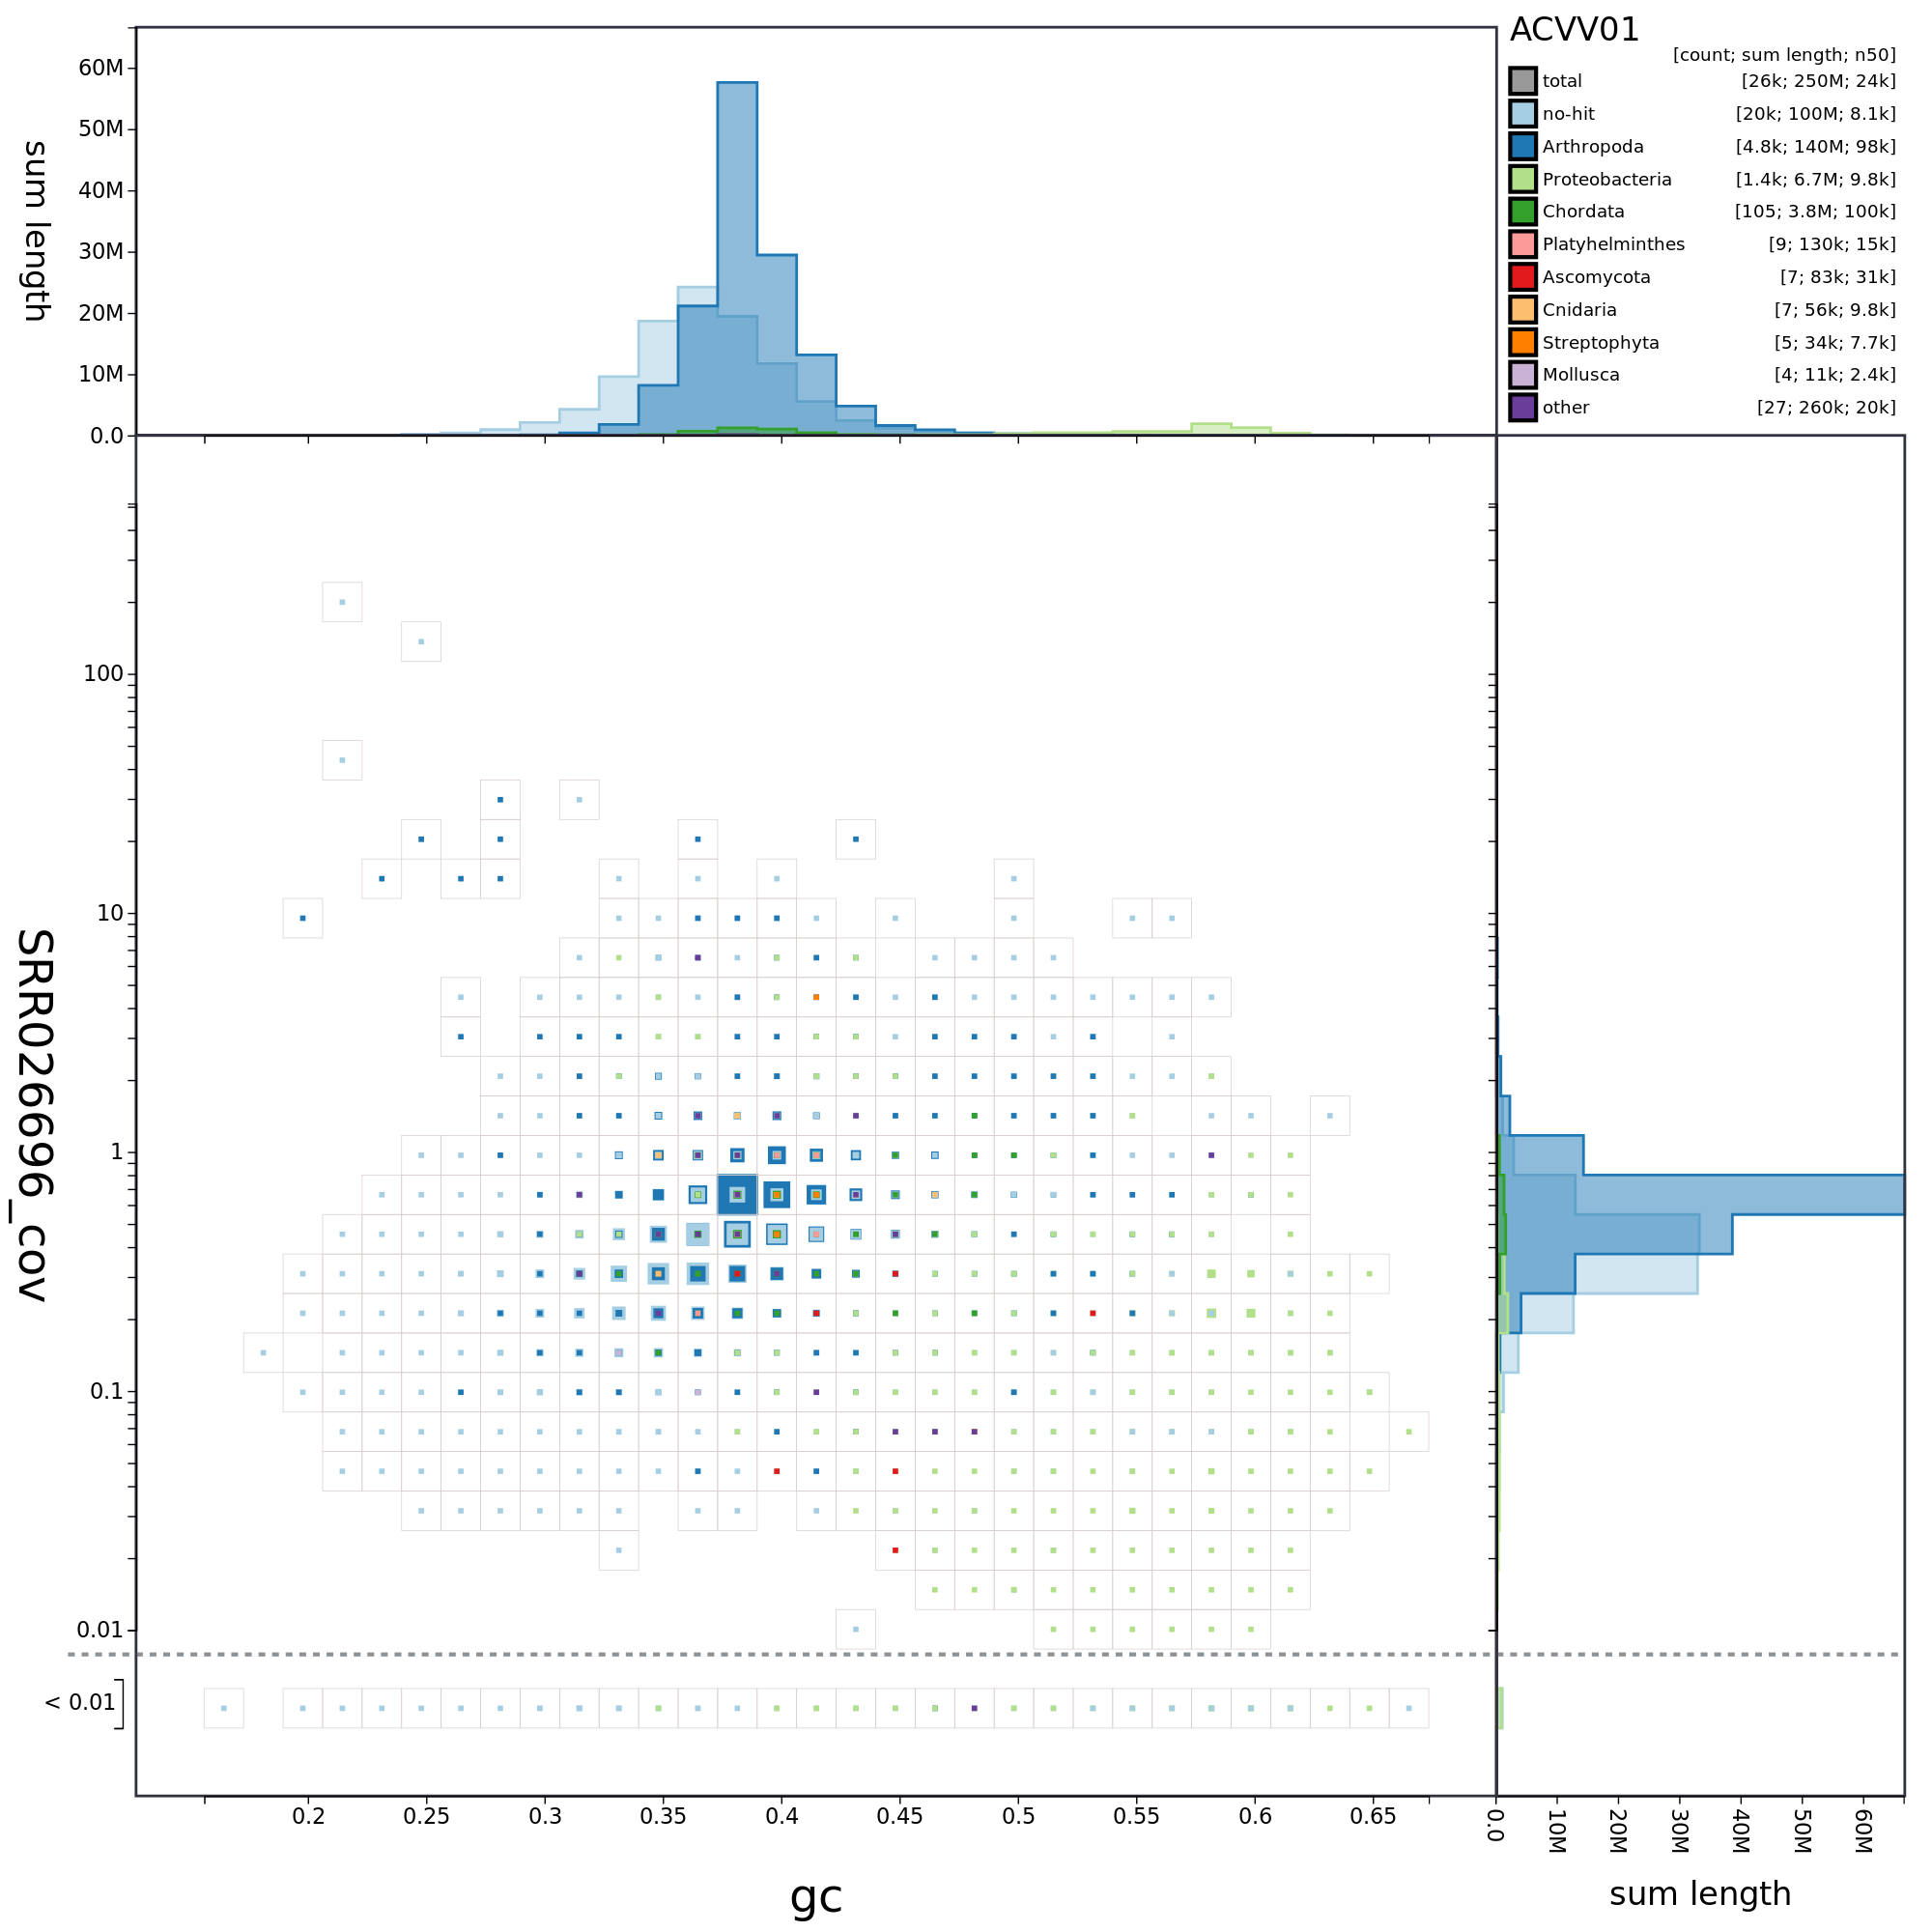 ACVV01
[count; sum length; n50]
total [26k; 250M; 24k]
no-hit [20k; 100M; 8.1k]
Arthropoda [4.8k; 140M; 98k]
Proteobacteria [1.4k; 6.7M; 9.8k]
Chordata [105; 3.8M; 100k]
Platyhelminthes [9; 130k; 15k]
Ascomycota [7; 83k; 31k]
Cnidaria [7; 56k; 9.8k]
Streptophyta [5; 34k; 7.7k]
Mollusca [4; 11k; 2.4k]
other [27; 260k; 20k]
sum length
60M
50M
40M
30M
20M
10M
0.0
SRR026696_cov
100
10
1
0.1
0.01
< 0.01
0.2 0.25 0.3 0.35 0.4 0.45 0.5 0.55 0.6 0.65
gc
0.0 10M 20M 30M 40M 50M 60M
sum length